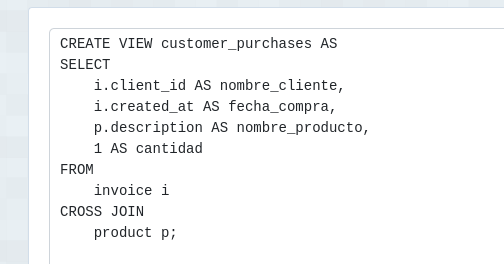 CREATE VIEW customer_purchases AS
SELECT
    i.client_id AS nombre_cliente,
    i.created_at AS fecha_compra,
    p.description AS nombre_producto,
    1 AS cantidad
FROM
    invoice i
CROSS JOIN
    product p;